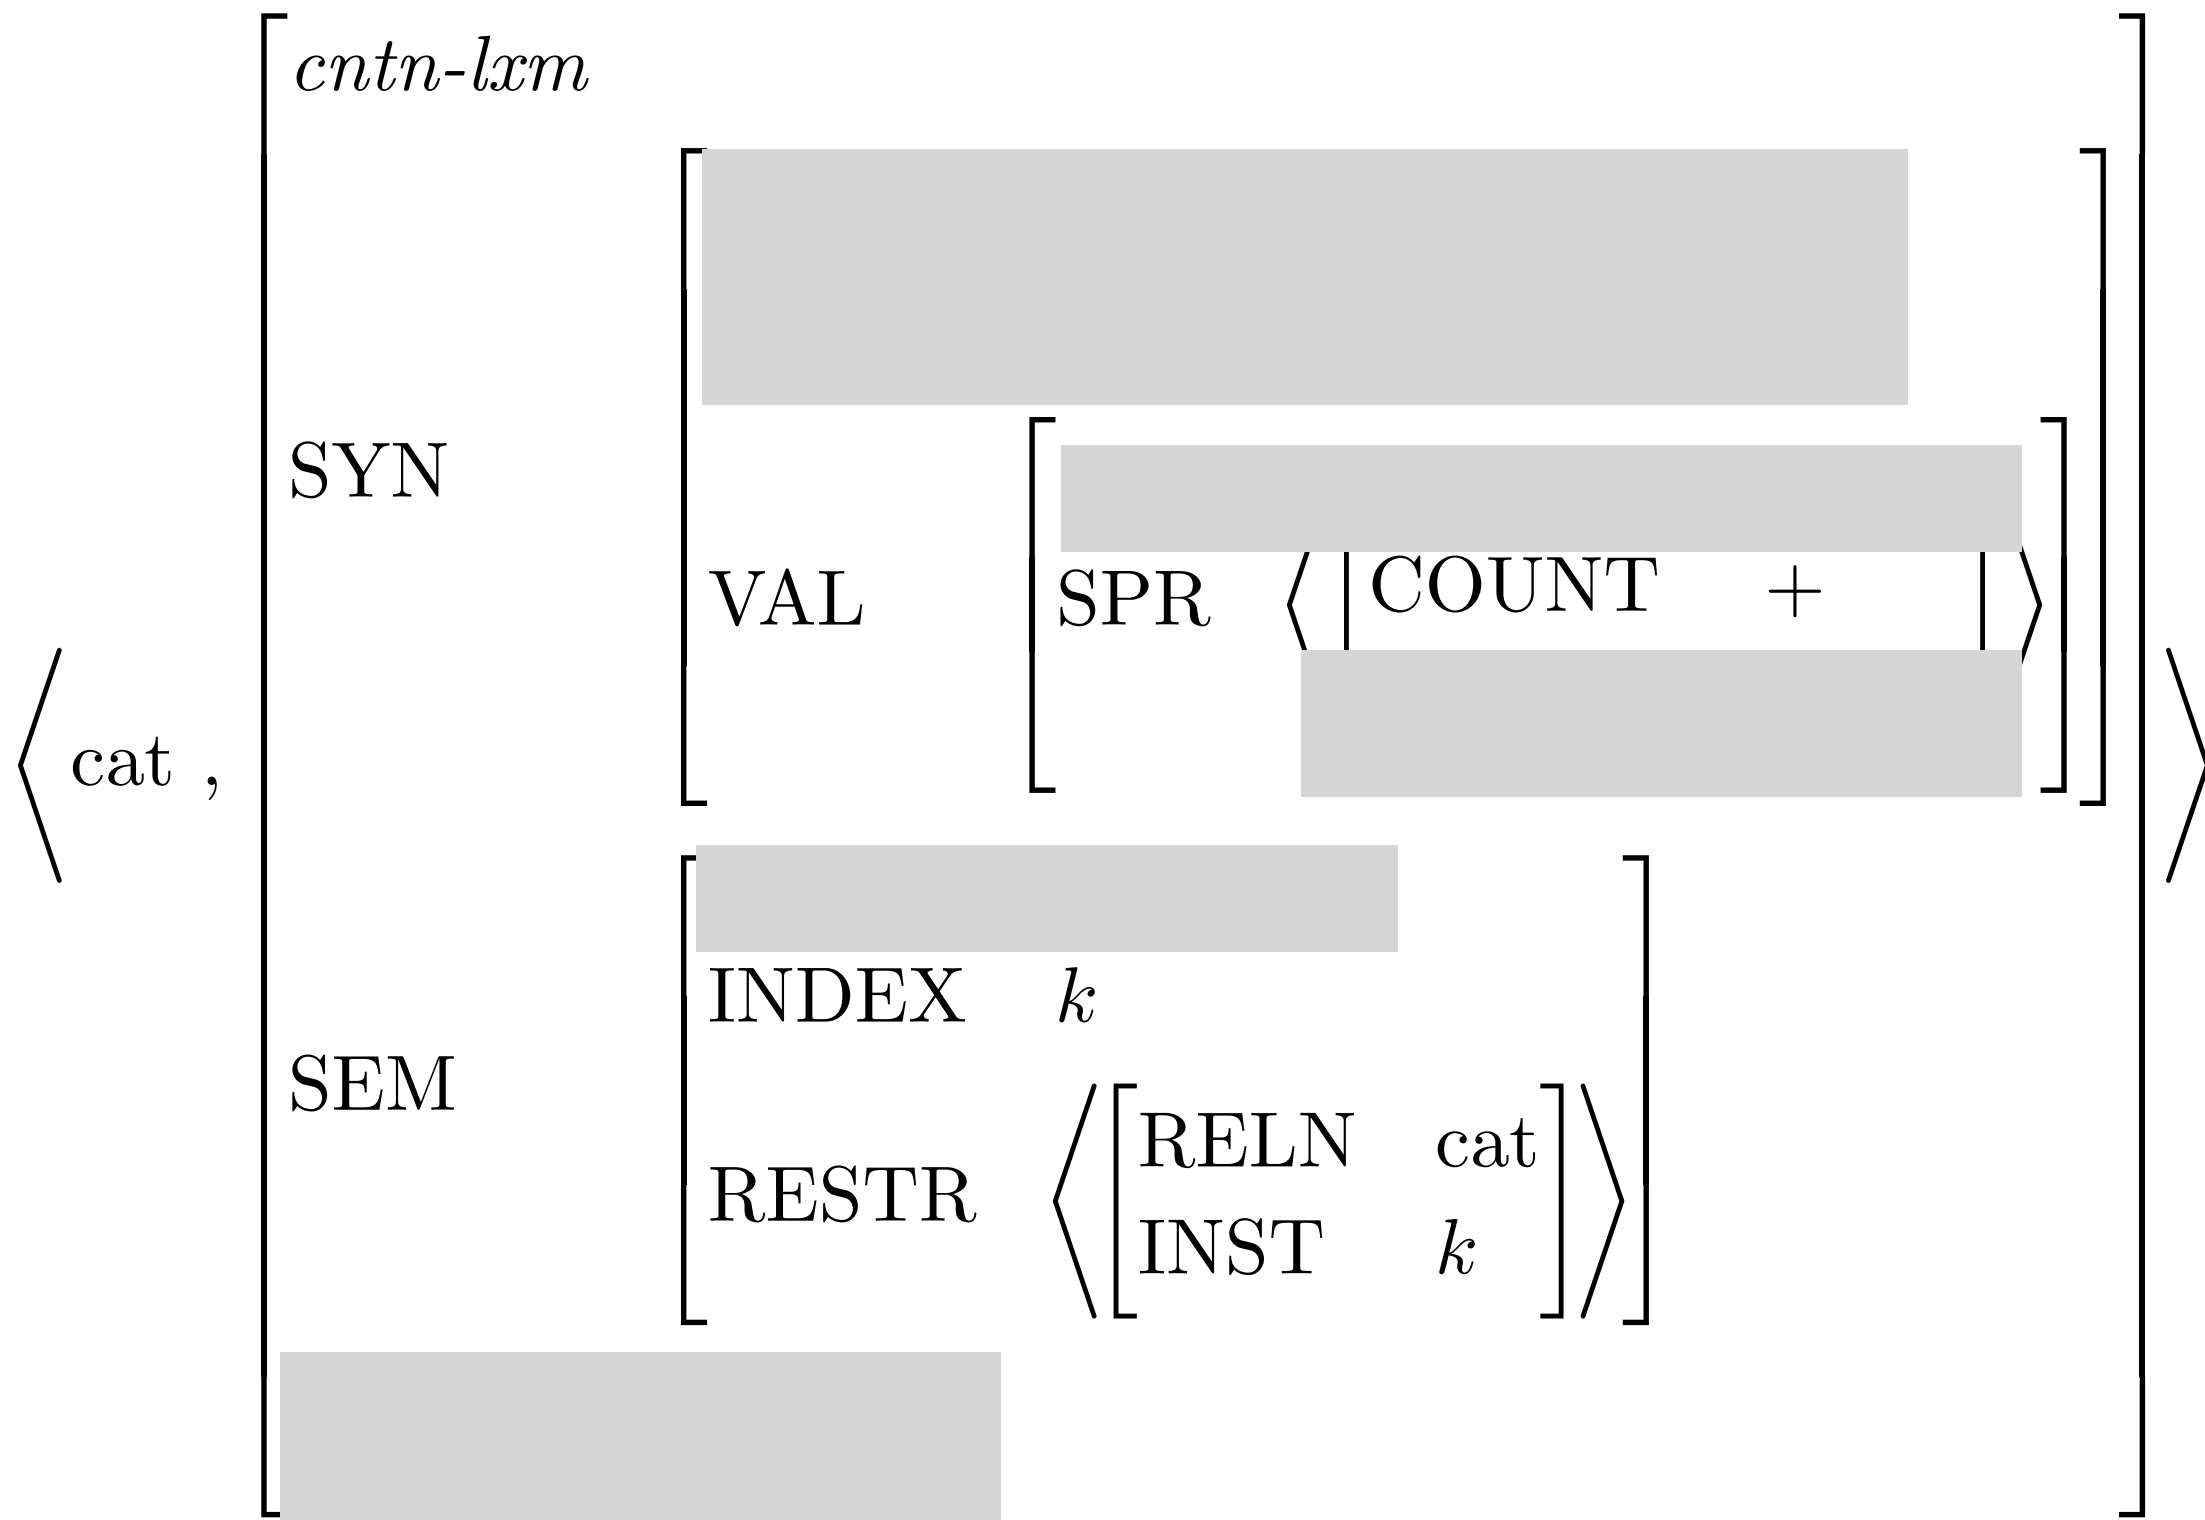 cntn-lxm
SYN
VAL
SPR ⟨ COUNT + ⟩
⟨ cat ,
INDEX k
SEM
RESTR ⟨ [ RELN cat
INST k ] ⟩